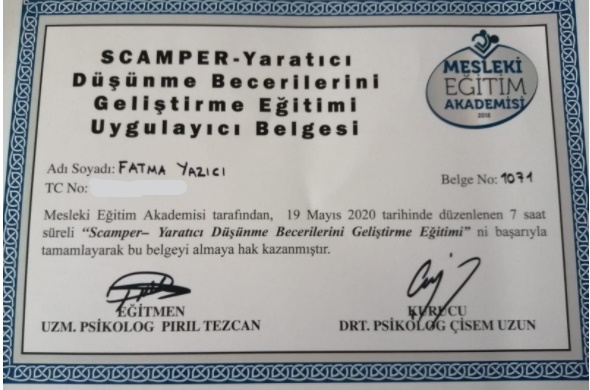 SCAMPER-Yaratıcı
Düşünme Becerilerini
Geliştirme Eğitimi
Uygulayıcı Belgesi
MESLEKİ
EĞİTİM
AKADEMİSİ
2018
Adı Soyadı: FATMA YAZICI
TC No:
Belge No: 1071
Mesleki Eğitim Akademisi tarafından, 19 Mayıs 2020 tarihinde düzenlenen 7 saat
süreli “Scamper– Yaratıcı Düşünme Becerilerini Geliştirme Eğitimi” ni başarıyla
tamamlayarak bu belgeyi almaya hak kazanmıştır.
EĞİTMEN
UZM. PSİKOLOG PIRIL TEZCAN
KURUCU
DRT. PSİKOLOG ÇİSEM UZUN